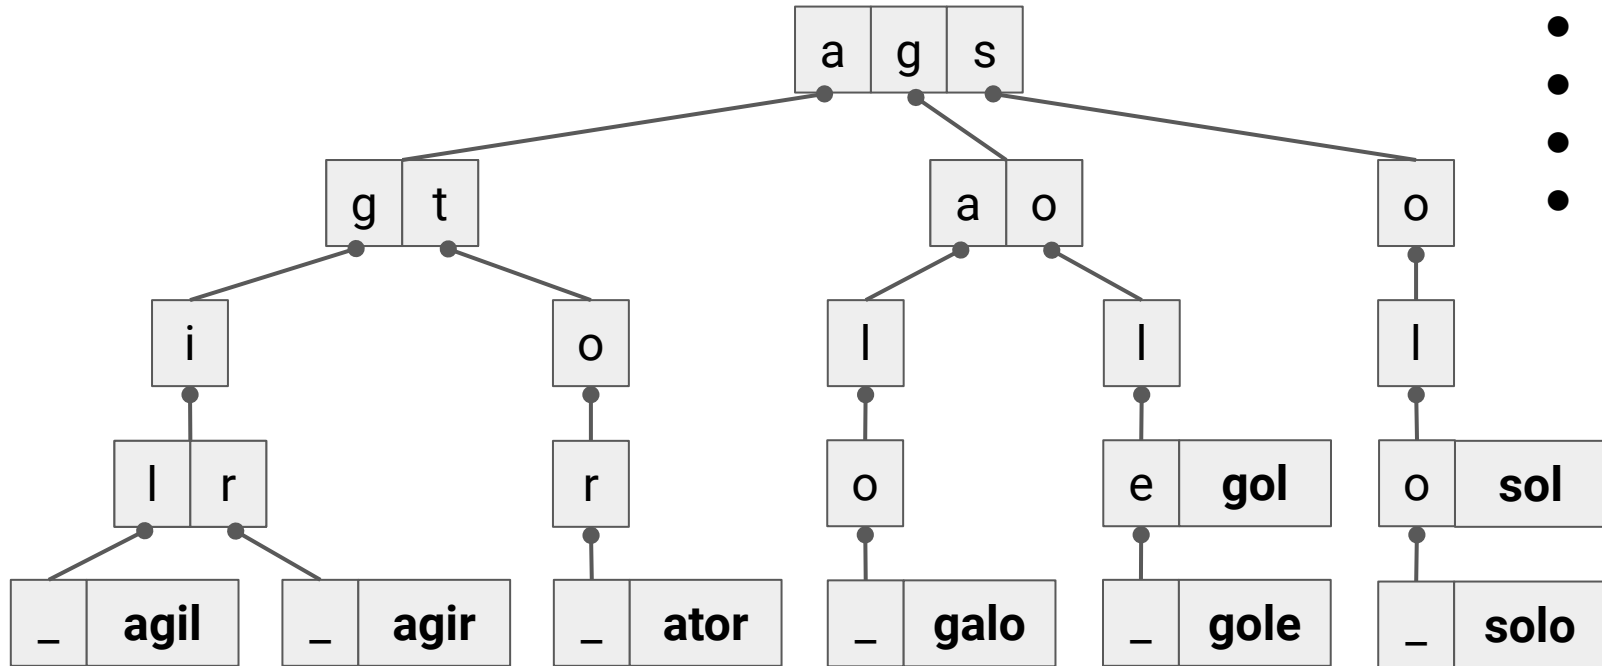 a g s
g t a o o
i o l l l
l r r o e gol o sol
_ agil _ agir _ ator _ galo _ gole _ solo